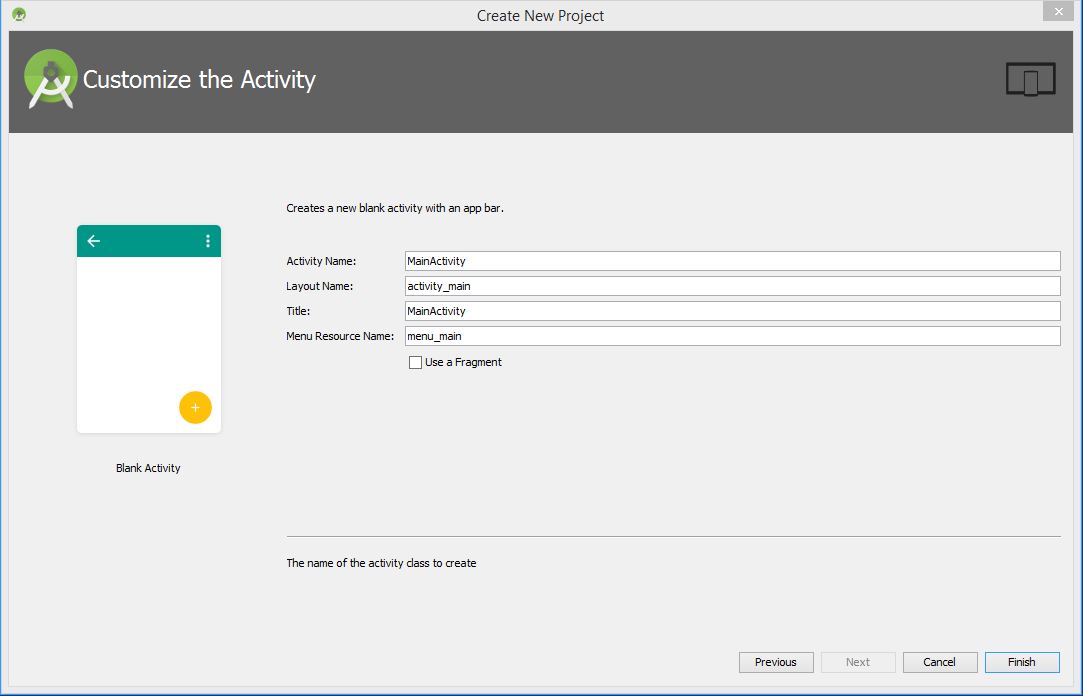 Create New Project
Customize the Activity
Creates a new blank activity with an app bar.
Activity Name: MainActivity
Layout Name: activity_main
Title: MainActivity
Menu Resource Name: menu_main
Use a Fragment
Blank Activity
The name of the activity class to create
Previous Next Cancel Finish